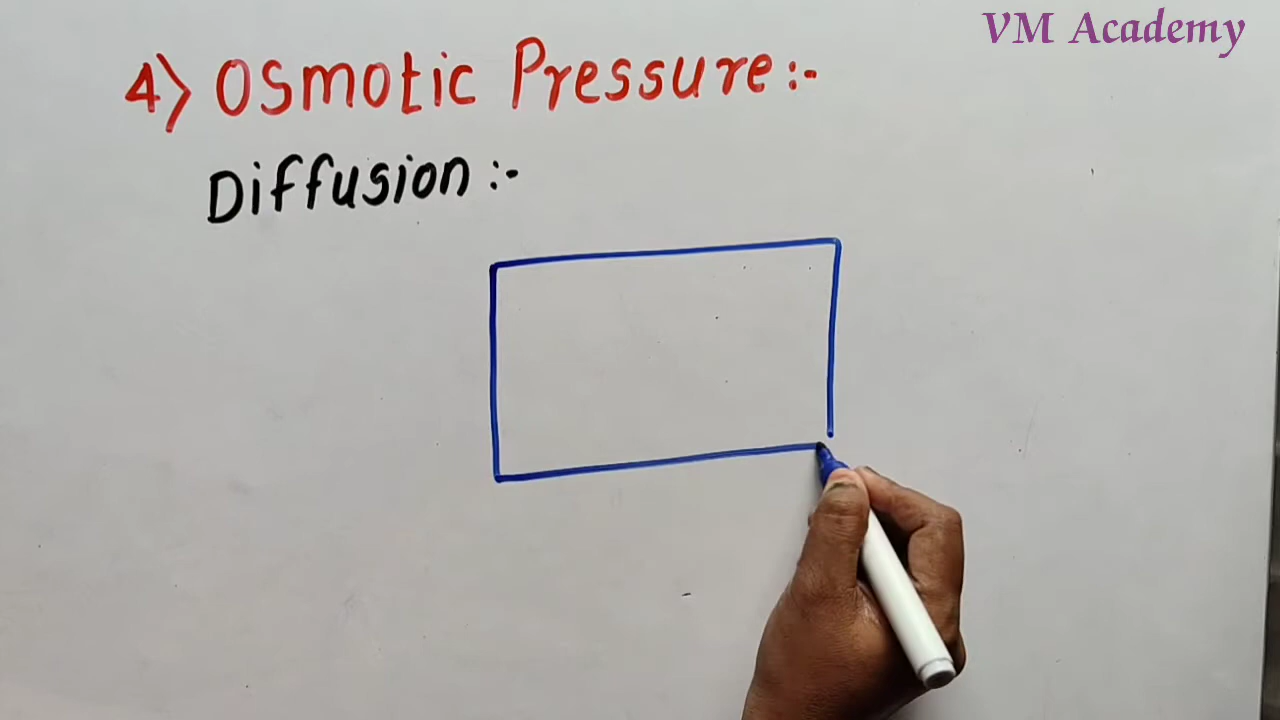 VM Academy
4) Osmotic Pressure :-
Diffusion :-